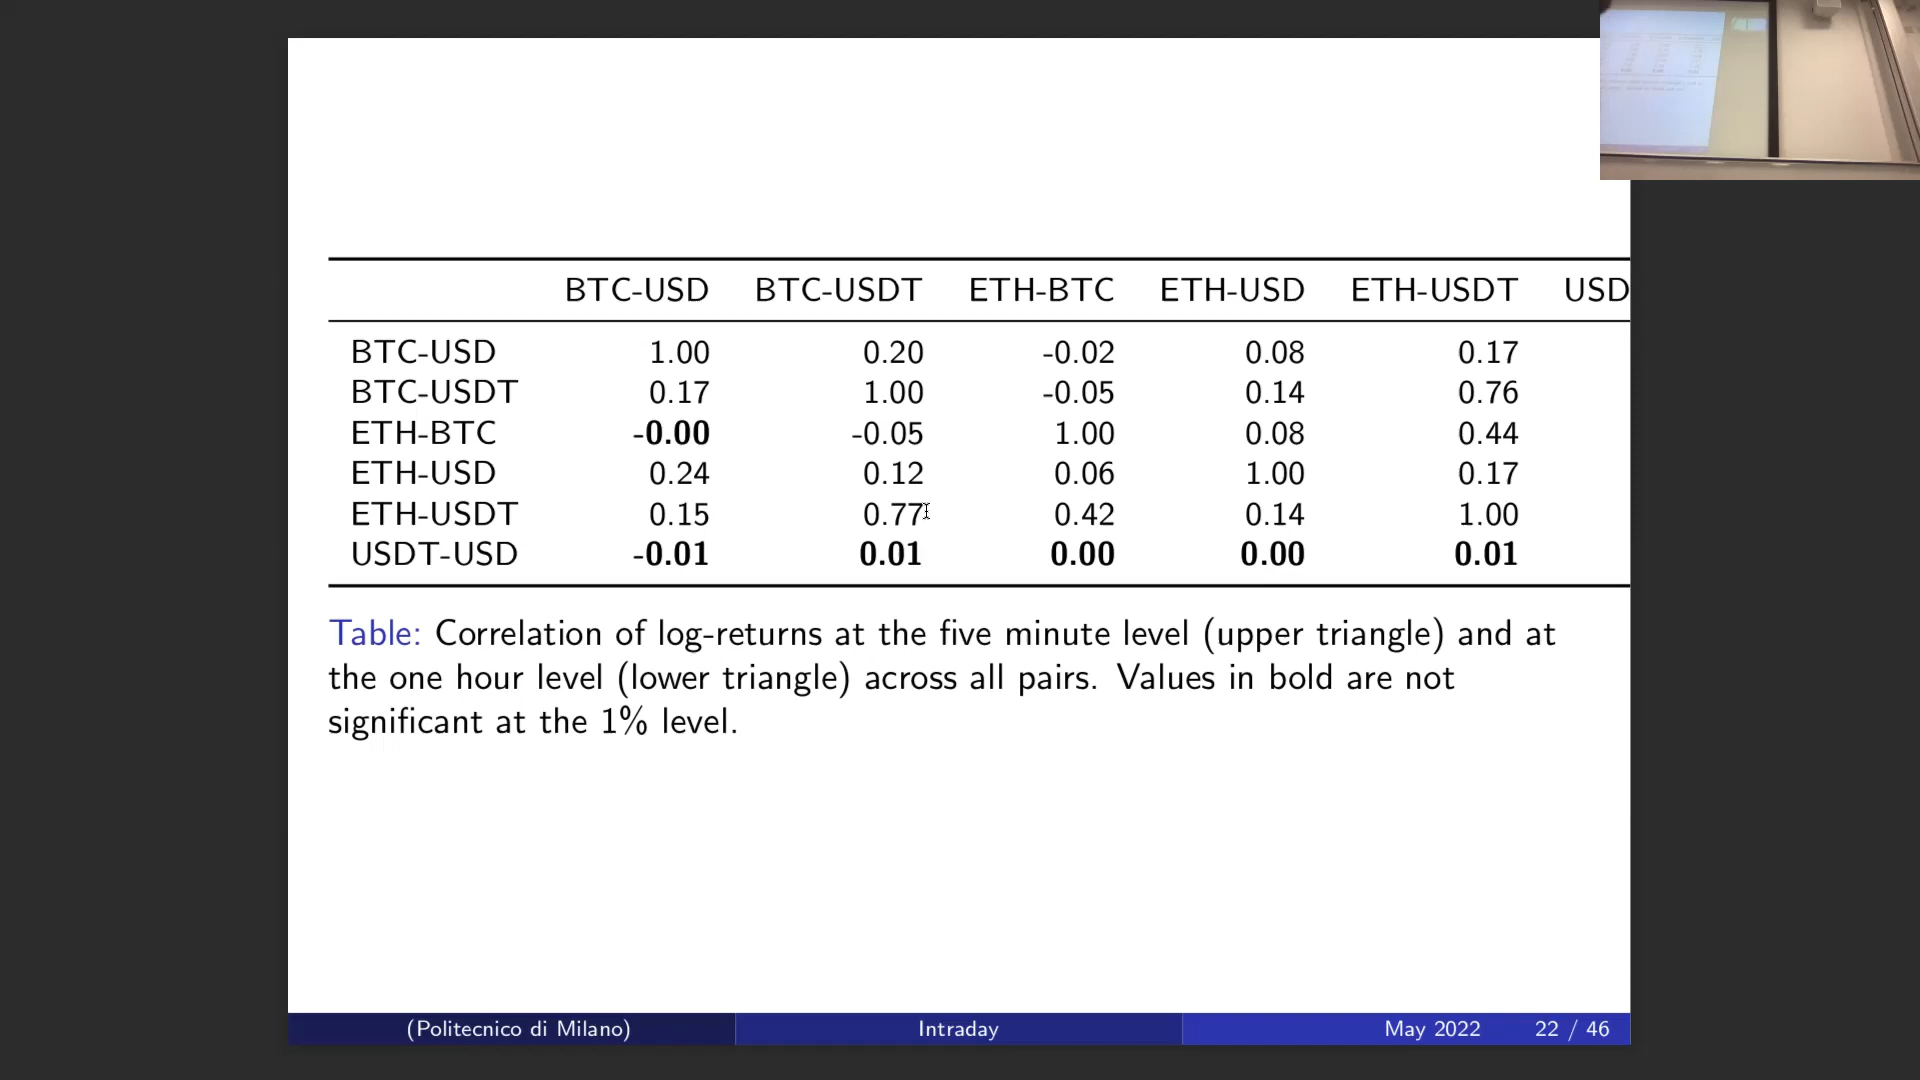 BTC-USD BTC-USDT ETH-BTC ETH-USD ETH-USDT USD
BTC-USD 1.00 0.20 -0.02 0.08 0.17
BTC-USDT 0.17 1.00 -0.05 0.14 0.76
ETH-BTC -0.00 -0.05 1.00 0.08 0.44
ETH-USD 0.24 0.12 0.06 1.00 0.17
ETH-USDT 0.15 0.77 0.42 0.14 1.00
USDT-USD -0.01 0.01 0.00 0.00 0.01
Table: Correlation of log-returns at the five minute level (upper triangle) and at
the one hour level (lower triangle) across all pairs. Values in bold are not
significant at the 1% level.
(Politecnico di Milano) Intraday May 2022 22 / 46